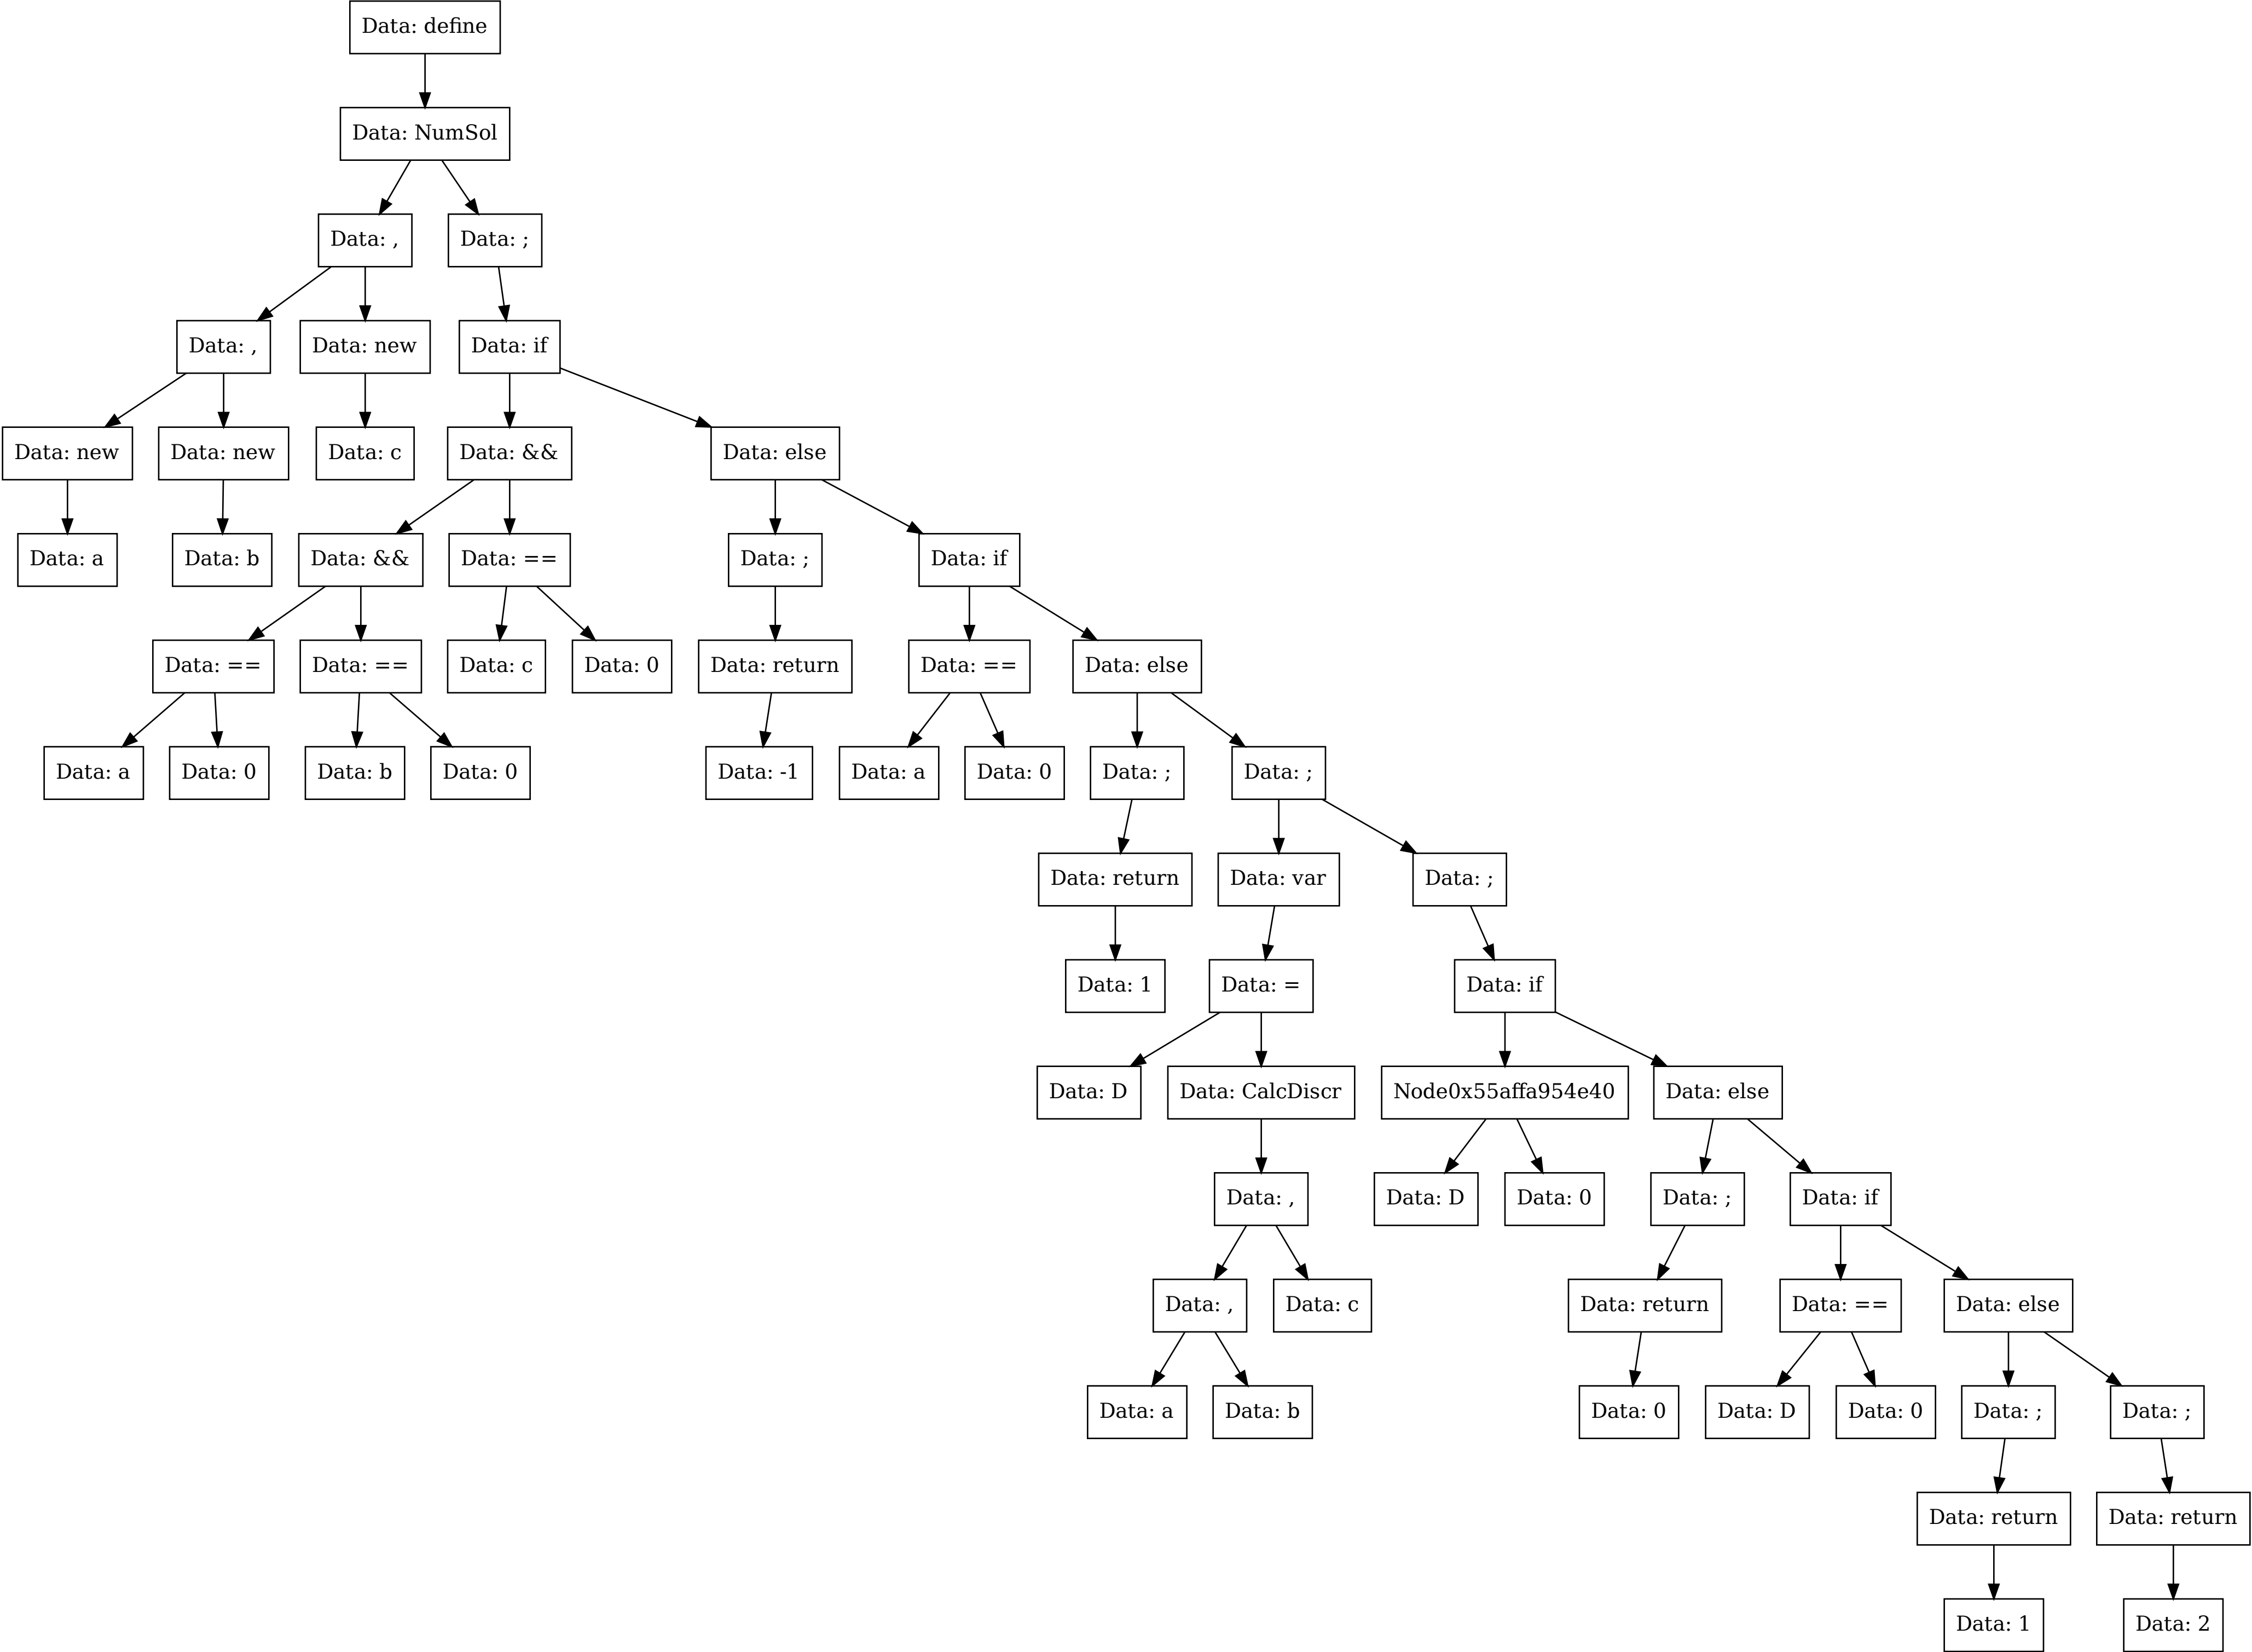 Data: define
Data: NumSol
Data: ,
Data: ;
Data: ,
Data: new
Data: if
Data: new
Data: new
Data: c
Data: &&
Data: else
Data: a
Data: b
Data: &&
Data: ==
Data: ;
Data: if
Data: ==
Data: ==
Data: c
Data: 0
Data: return
Data: ==
Data: else
Data: a
Data: 0
Data: b
Data: 0
Data: -1
Data: a
Data: 0
Data: ;
Data: ;
Data: return
Data: var
Data: ;
Data: 1
Data: =
Data: if
Data: D
Data: CalcDiscr
Node0x55affa954e40
Data: else
Data: ,
Data: D
Data: 0
Data: ;
Data: if
Data: ,
Data: c
Data: return
Data: ==
Data: else
Data: a
Data: b
Data: 0
Data: D
Data: 0
Data: ;
Data: ;
Data: return
Data: return
Data: 1
Data: 2